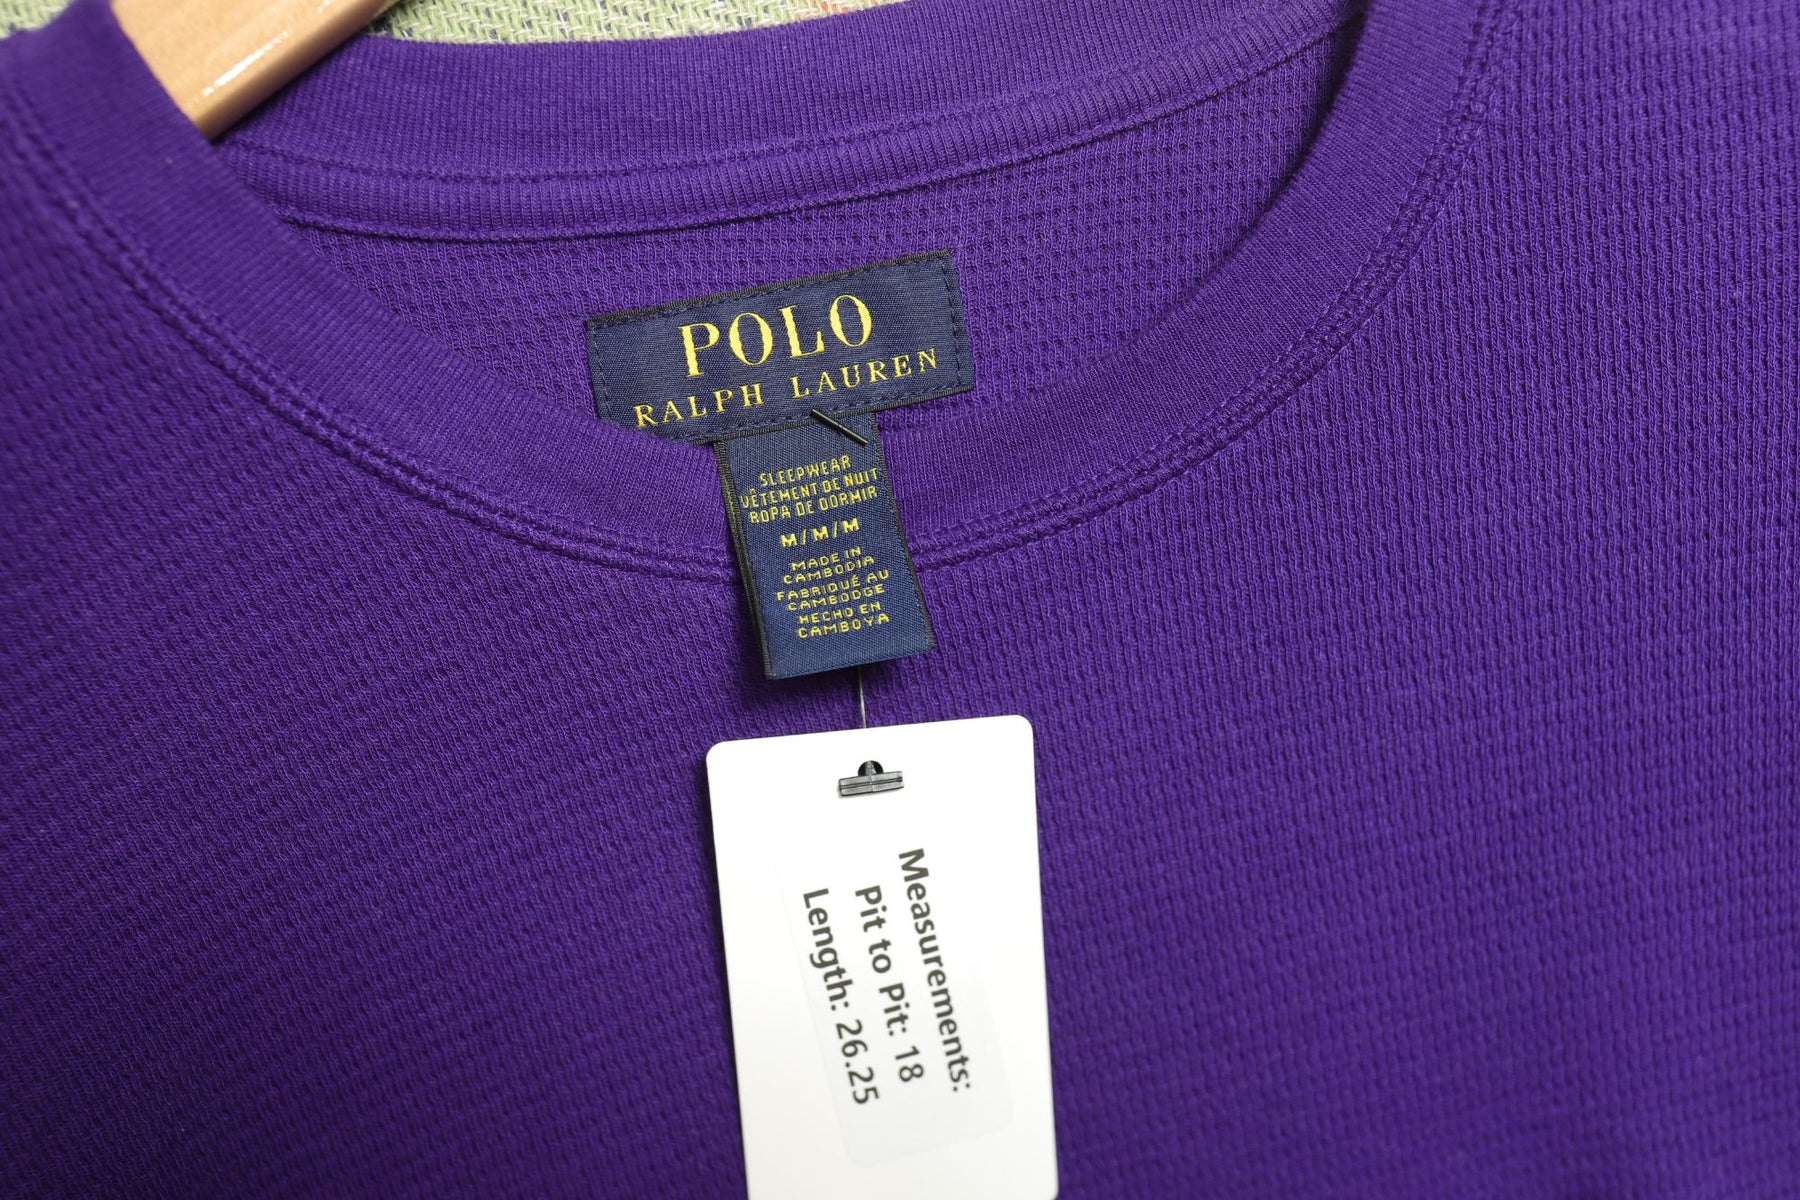 POLO
RALPH LAUREN
SLEEPWEAR
VÊTEMENT DE NUIT
ROPA DE DORMIR
M/M/M
MADE IN
CAMBODIA
FABRIQUÉ AU
CAMBODGE
HECHO EN
CAMBOYA
Measurements:
Pit to Pit: 18
Length: 26.25